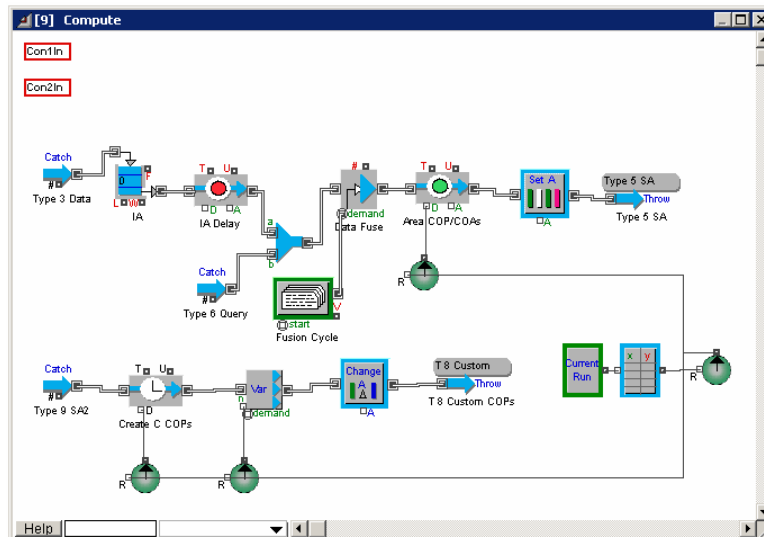 [9] Compute
Con1In
Con2In
Catch
#
Type 3 Data
D
F
L W
IA
T U
D A
IA Delay
a
b
Catch
#
Type 6 Query
#
demand
Data Fuse
T U
D A
Area COP/COAs
Set A
A
Type 5 SA
Throw
Type 5 SA
V
start
Fusion Cycle
R
Catch
#
Type 9 SA2
T U
D
Create C COPs
Var
n
demand
Change
A
A
T 8 Custom
Throw
T 8 Custom COPs
Current
Run
x y
R
R
R
Help